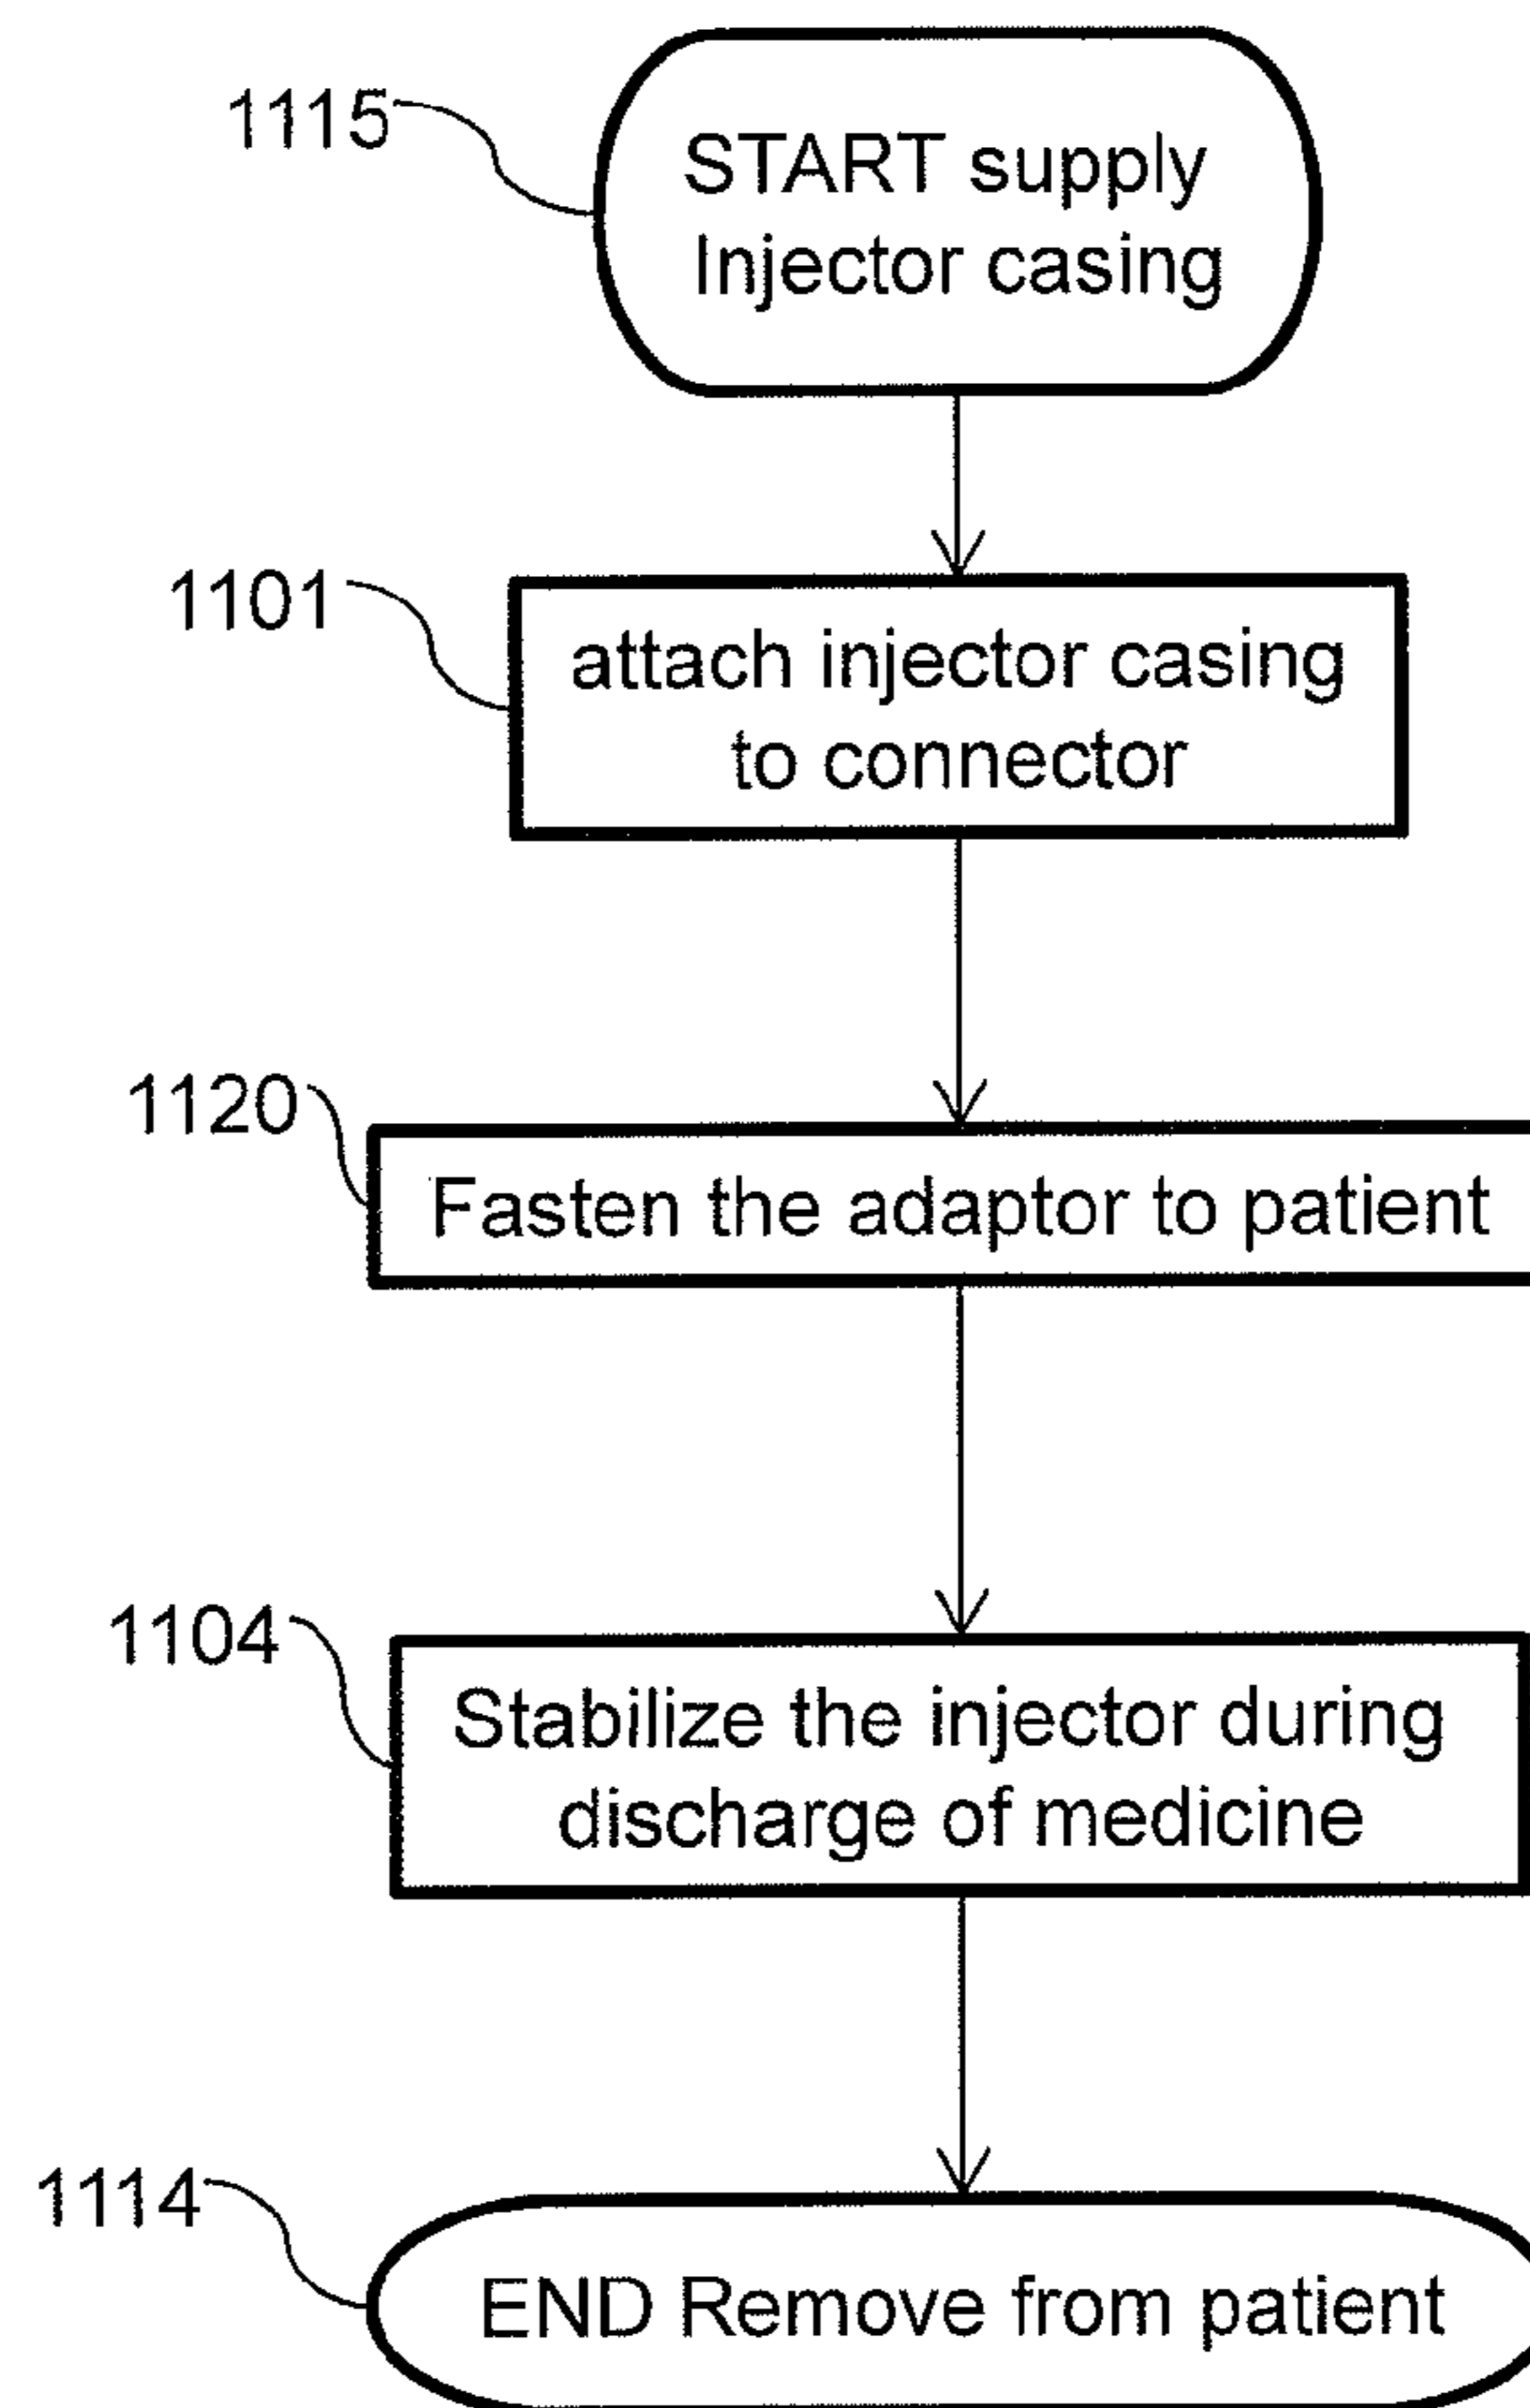 1115
START supply
Injector casing
1101
attach injector casing
to connector
1120
Fasten the adaptor to patient
1104
Stabilize the injector during
discharge of medicine
1114
END Remove from patient